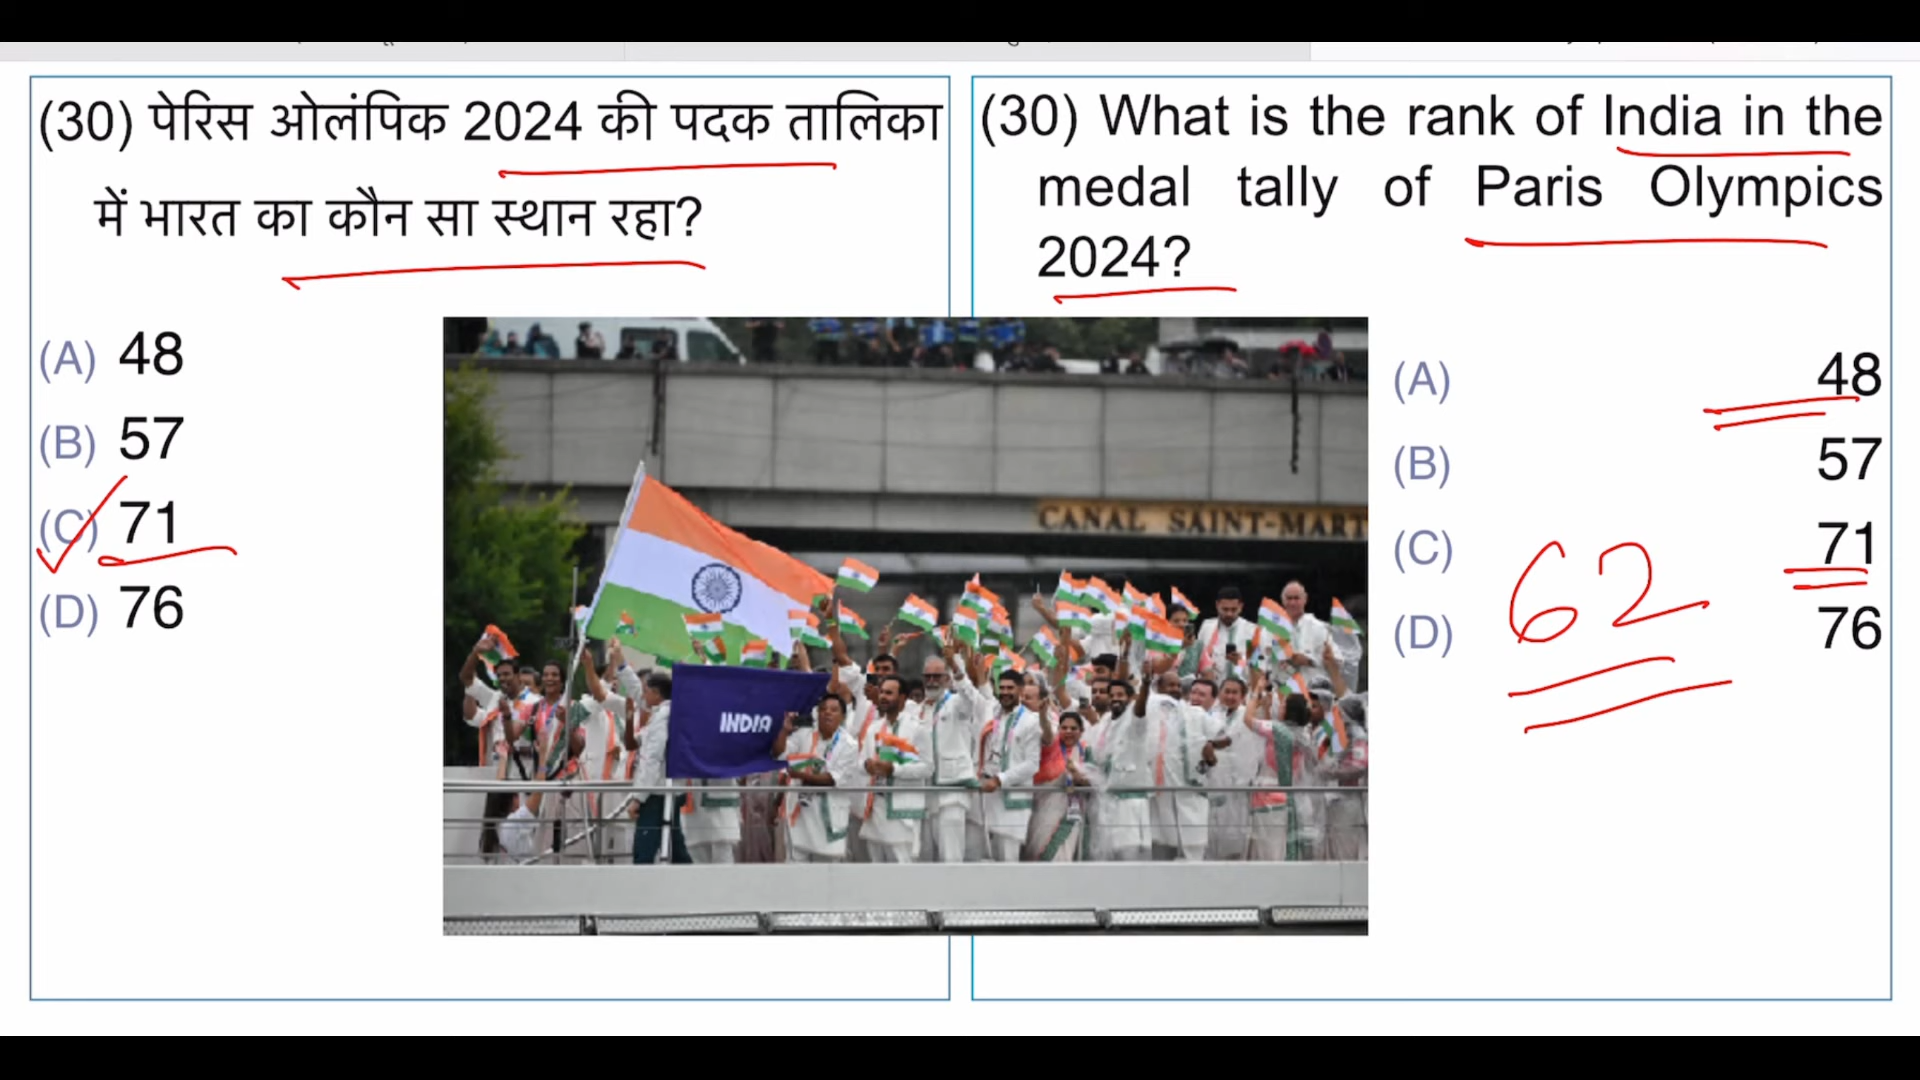 (30) पेरिस ओलंपिक 2024 की पदक तालिका
में भारत का कौन सा स्थान रहा?
(A) 48
(B) 57
(C) 71
(D) 76
(30) What is the rank of India in the
medal tally of Paris Olympics
2024?
(A) 48
(B) 57
(C) 71
(D) 76
62
CANAL SAINT-MART
INDIA